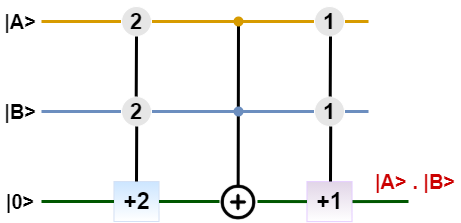 |A> 2 1
|B> 2 1
|A> . |B>
|0> +2 +1